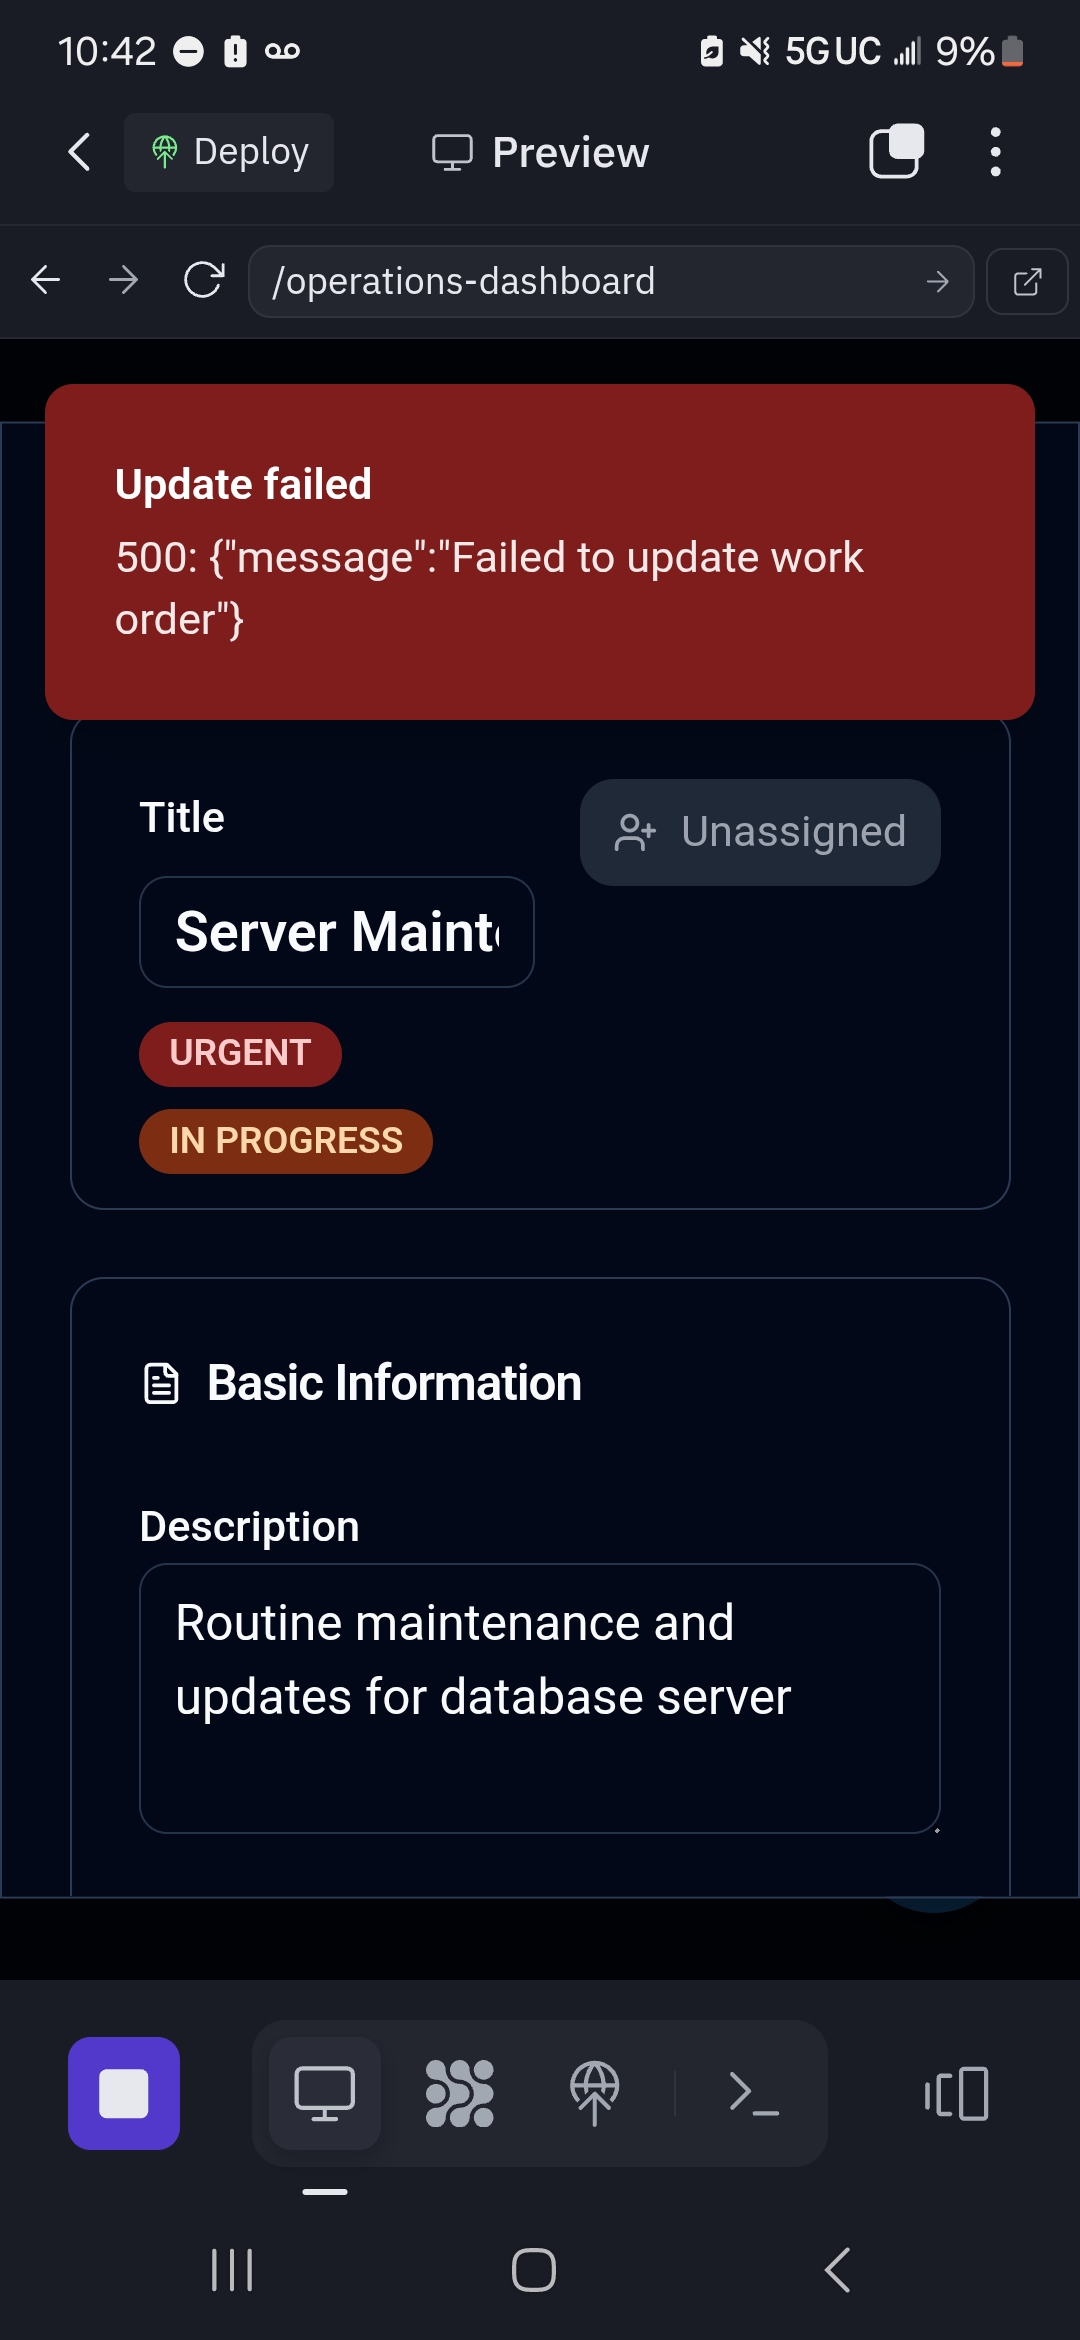 10:42
5G UC
9%
Deploy
Preview
/operations-dashboard
Update failed
500: {"message":"Failed to update work
order"}
Title
Unassigned
Server Maint
URGENT
IN PROGRESS
Basic Information
Description
Routine maintenance and
updates for database server